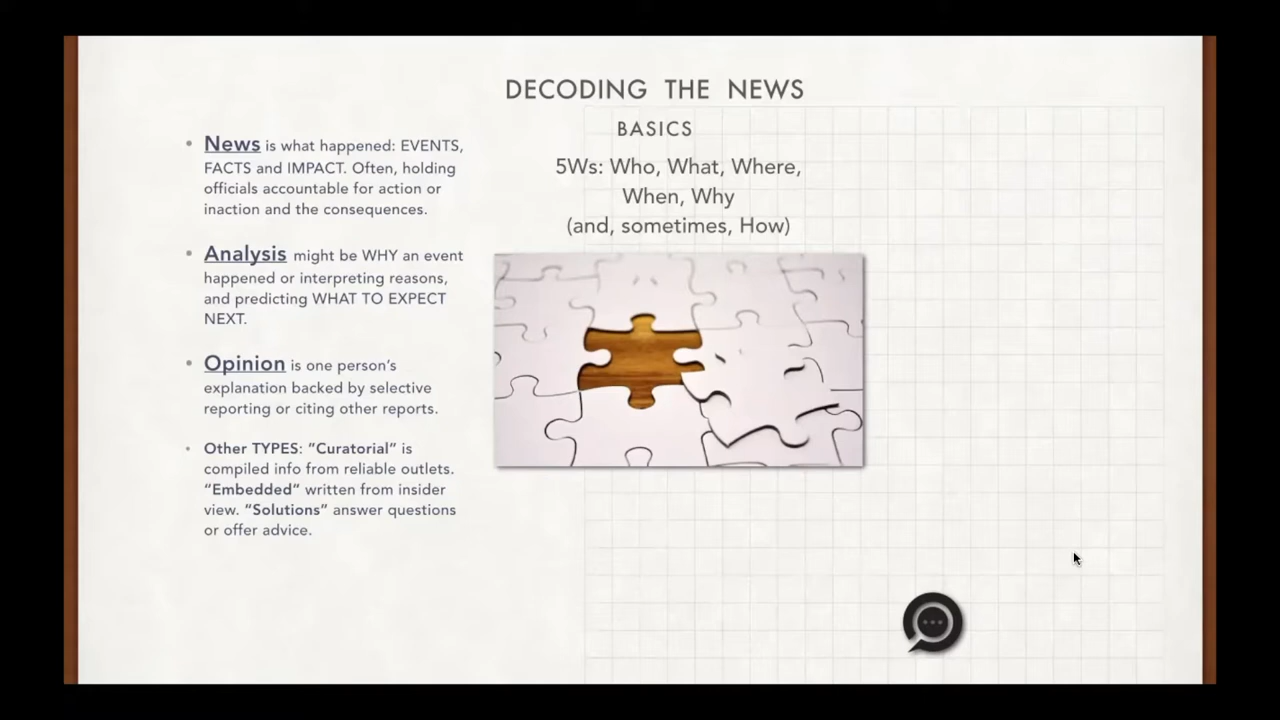 DECODING THE NEWS
BASICS
5Ws: Who, What, Where,
When, Why
(and, sometimes, How)
• News is what happened: EVENTS,
FACTS and IMPACT. Often, holding
officials accountable for action or
inaction and the consequences.
• Analysis might be WHY an event
happened or interpreting reasons,
and predicting WHAT TO EXPECT
NEXT.
• Opinion is one person’s
explanation backed by selective
reporting or citing other reports.
• Other TYPES: “Curatorial” is
compiled info from reliable outlets.
“Embedded” written from insider
view. “Solutions” answer questions
or offer advice.